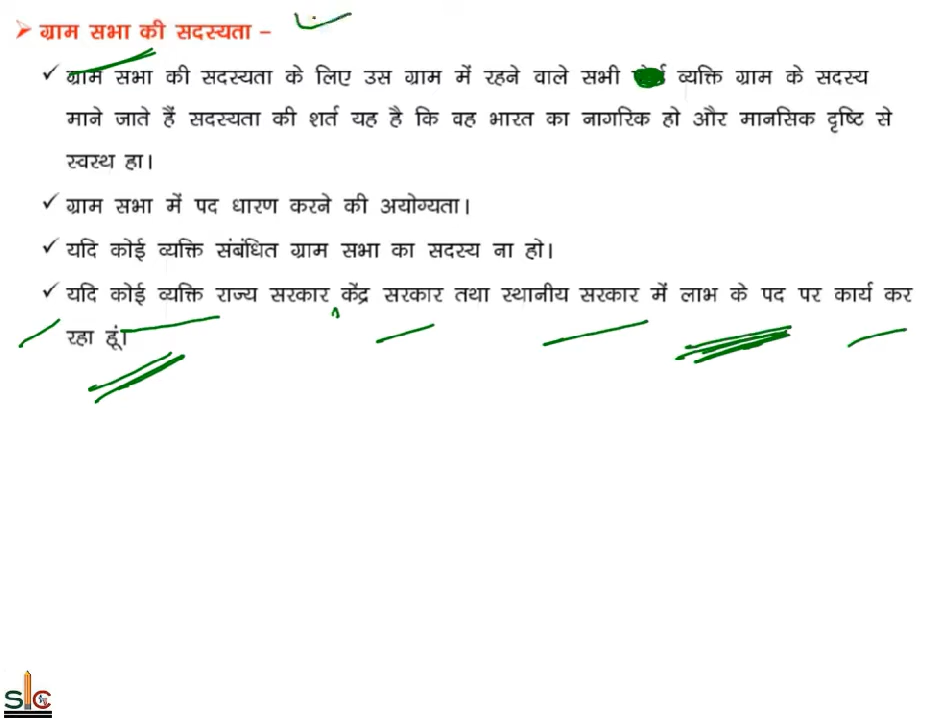 ➢ ग्राम सभा की सदस्यता –
✓ ग्राम सभा की सदस्यता के लिए उस ग्राम में रहने वाले सभी व्यक्ति ग्राम के सदस्य
माने जाते हैं सदस्यता की शर्त यह है कि वह भारत का नागरिक हो और मानसिक दृष्टि से
स्वस्थ हा।
✓ ग्राम सभा में पद धारण करने की अयोग्यता।
✓ यदि कोई व्यक्ति संबंधित ग्राम सभा का सदस्य ना हो।
✓ यदि कोई व्यक्ति राज्य सरकार केंद्र सरकार तथा स्थानीय सरकार में लाभ के पद पर कार्य कर
रहा हूं।
SLC